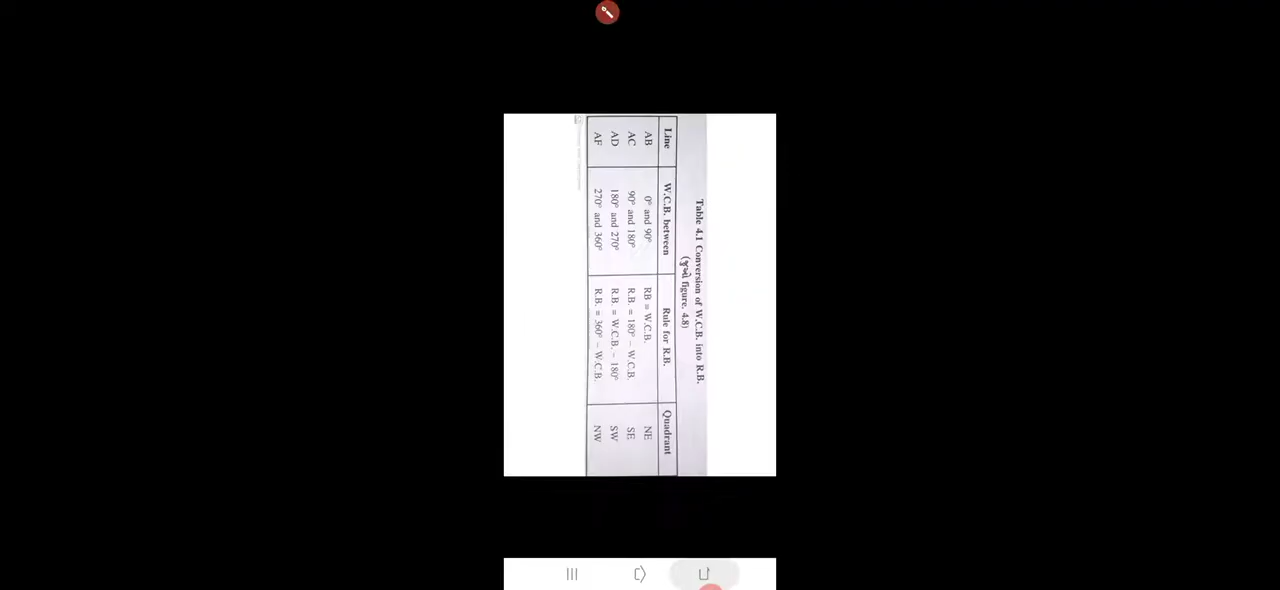 Table 4.1 Conversion of W.C.B. into R.B.
(જુઓ figure. 4.8)
Line W.C.B. between Rule for R.B. Quadrant
AB 0° and 90° RB = W.C.B. NE
AC 90° and 180° R.B. = 180° – W.C.B. SE
AD 180° and 270° R.B. = W.C.B. – 180° SW
AF 270° and 360° R.B. = 360° – W.C.B. NW